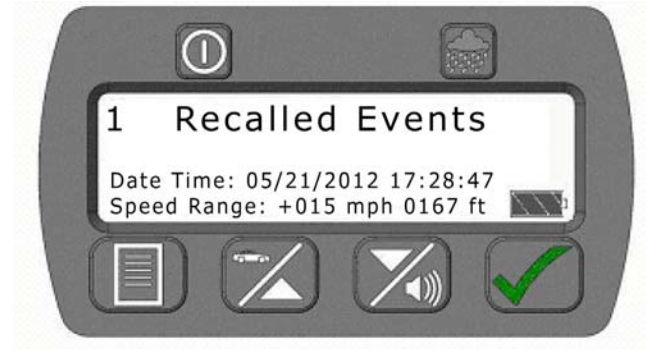 1 Recalled Events
Date Time: 05/21/2012 17:28:47
Speed Range: +015 mph 0167 ft